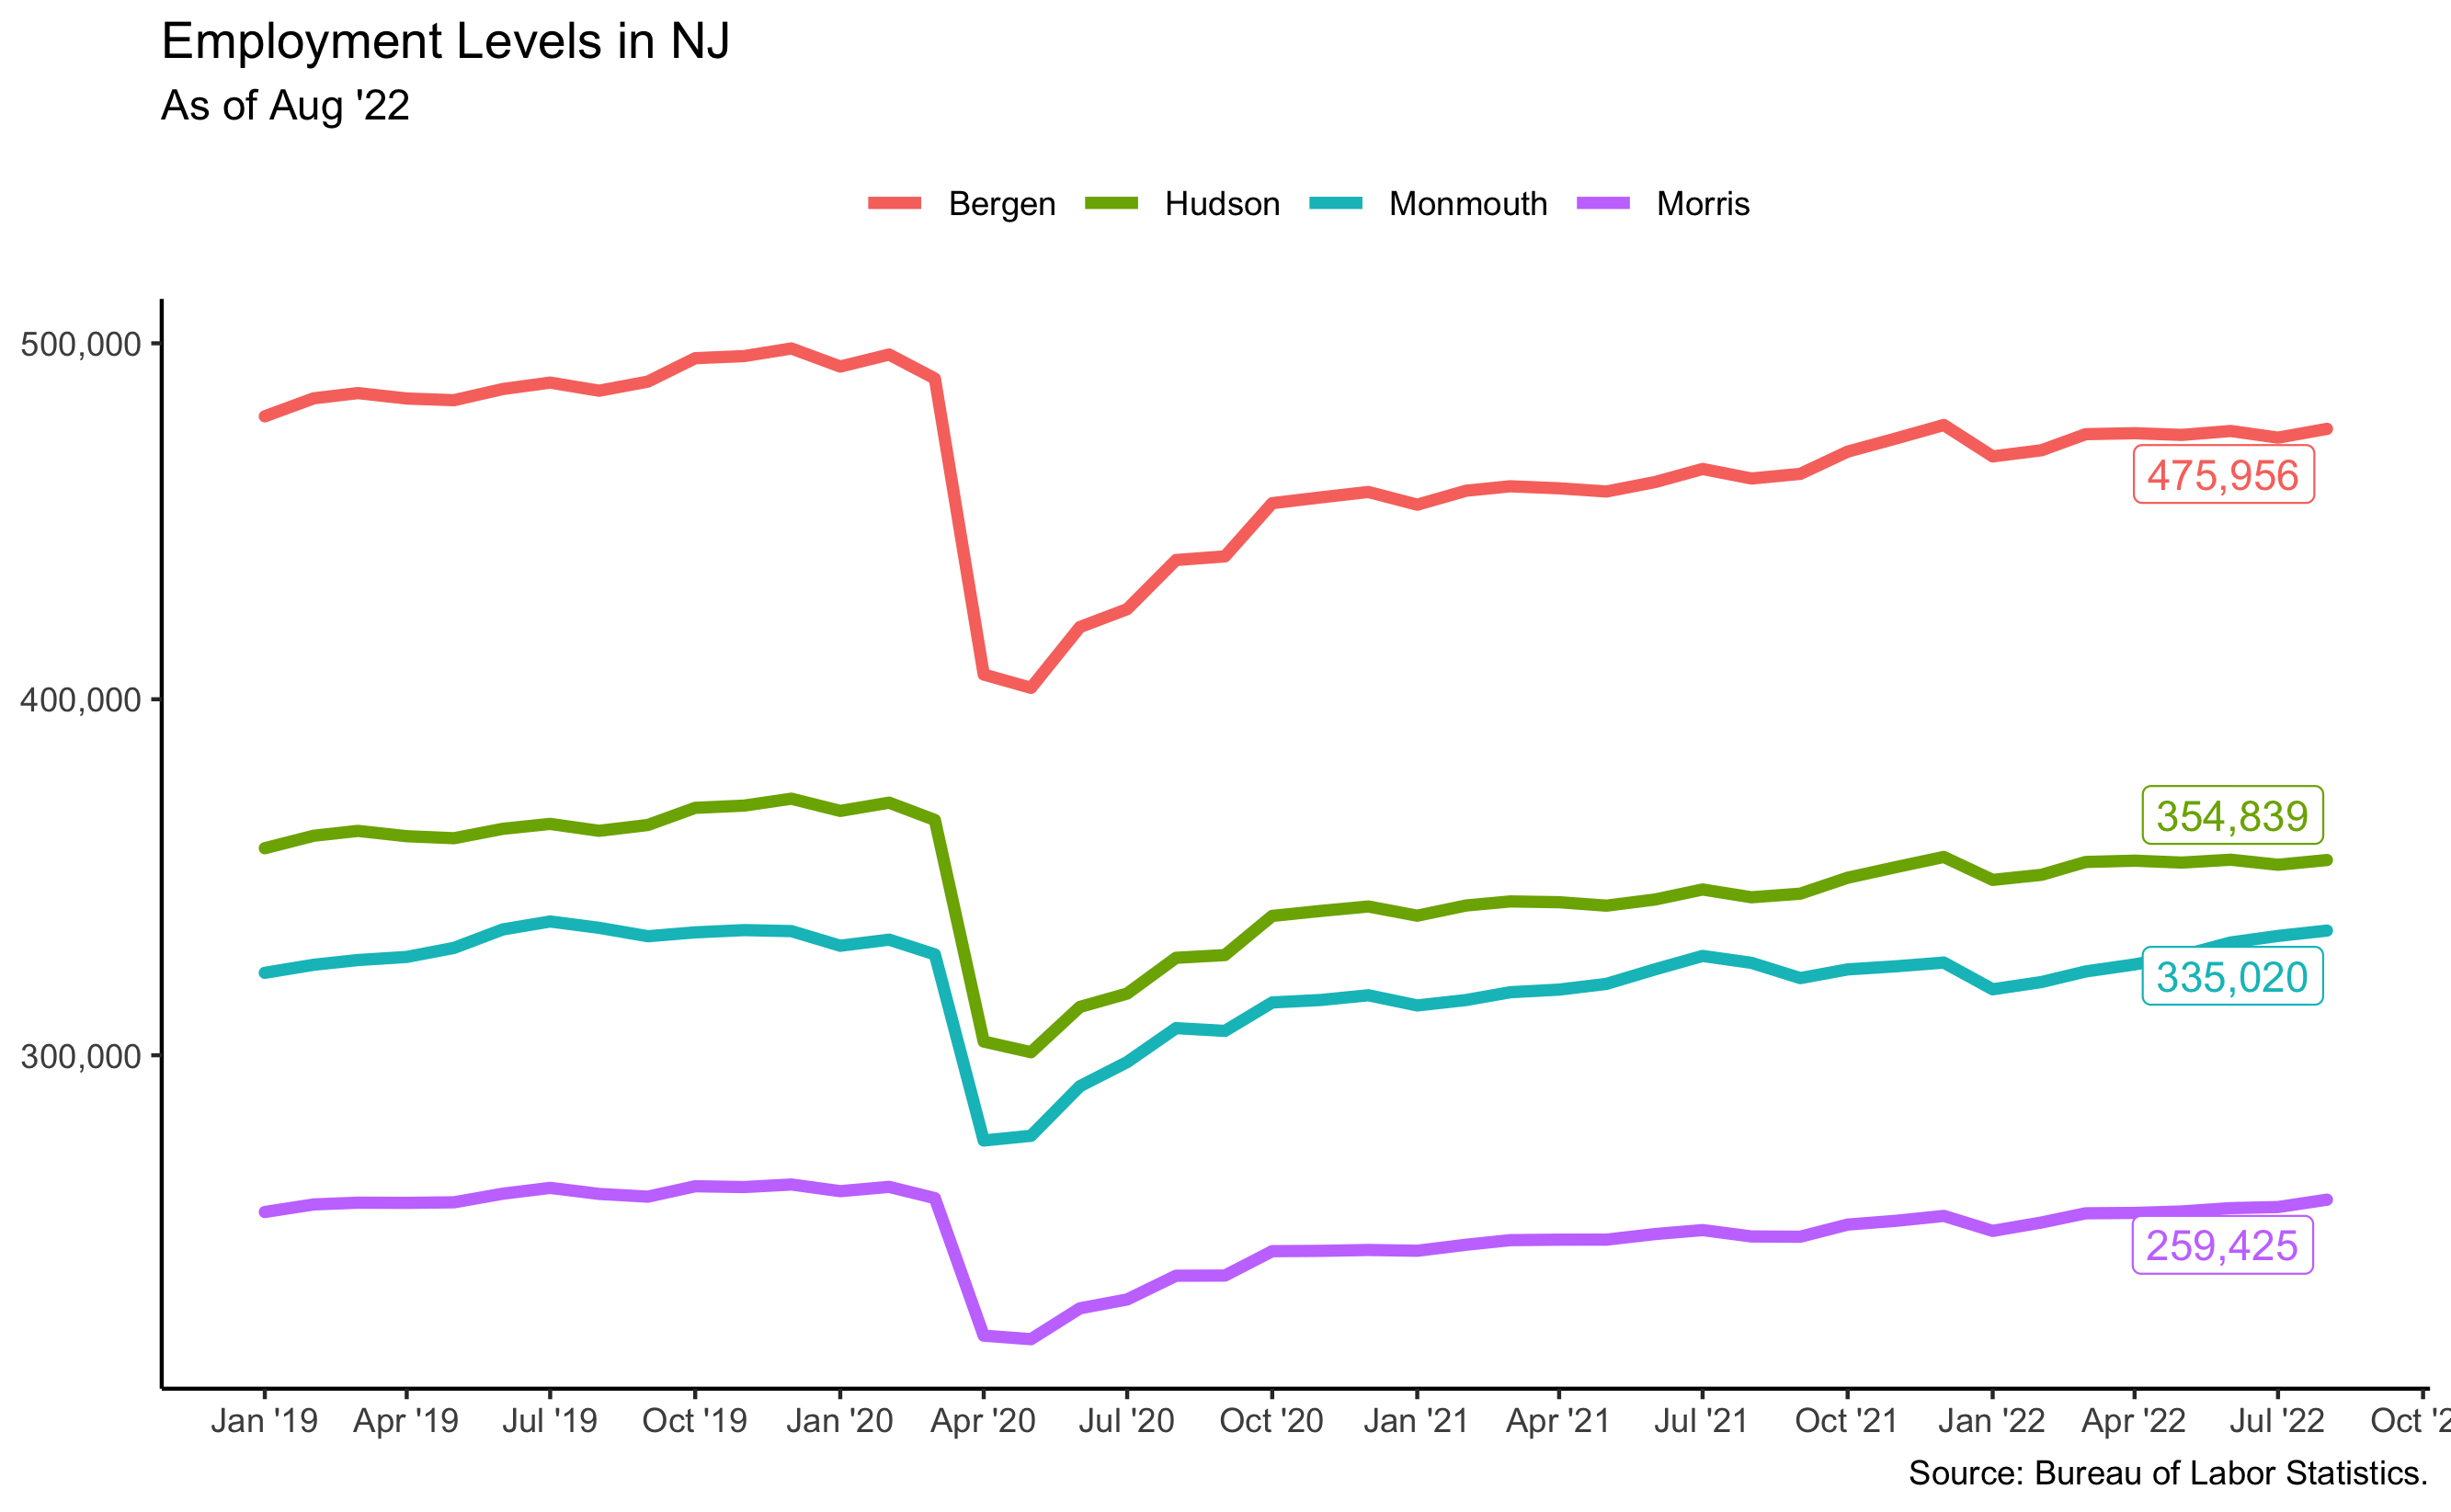 Employment Levels in NJ
As of Aug '22
Bergen Hudson Monmouth Morris
500,000
400,000
300,000
475,956
354,839
335,020
259,425
Jan '19 Apr '19 Jul '19 Oct '19 Jan '20 Apr '20 Jul '20 Oct '20 Jan '21 Apr '21 Jul '21 Oct '21 Jan '22 Apr '22 Jul '22 Oct '2
Source: Bureau of Labor Statistics.